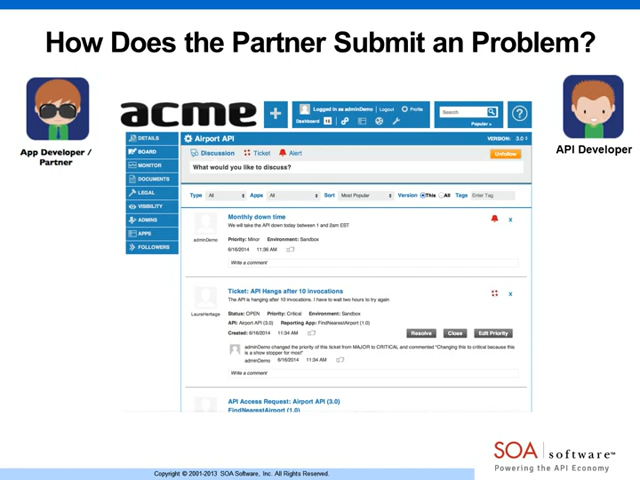 How Does the Partner Submit an Problem?
App Developer /
Partner
API Developer
acme
Logged in as adminDemo Logout Profile
Dashboard
Search
Popular
DETAILS
BOARD
MONITOR
DOCUMENTS
LEGAL
VISIBILITY
ADMINS
APPS
FOLLOWERS
Airport API
VERSION: 3.0
Discussion Ticket Alert
Unfollow
What would you like to discuss?
Type All Apps All Sort Most Popular Version This All Tags Enter Tag
Monthly down time
We will take the API down today between 1 and 2am EST
adminDemo
Priority: Minor Environment: Sandbox
6/16/2014 11:36 AM
Write a comment
Ticket: API Hangs after 10 invocations
The API is hanging after 10 invocations. I have to wait two hours to try again
LauraHeritage
Status: OPEN Priority: Critical Environment: Sandbox
API: Airport API (3.0) Reporting App: FindNearestAirport (1.0)
Created: 6/16/2014 11:34 AM
Resolve Close Edit Priority
adminDemo changed the priority of this ticket from MAJOR to CRITICAL and commented "Changing this to critical because this
is a show stopper for most"
adminDemo 6/16/2014 11:34 AM
Write a comment
API Access Request: Airport API (3.0)
FindNearestAirport (1.0)
SOA software™
Powering the API Economy
Copyright © 2001-2013 SOA Software, Inc. All Rights Reserved.